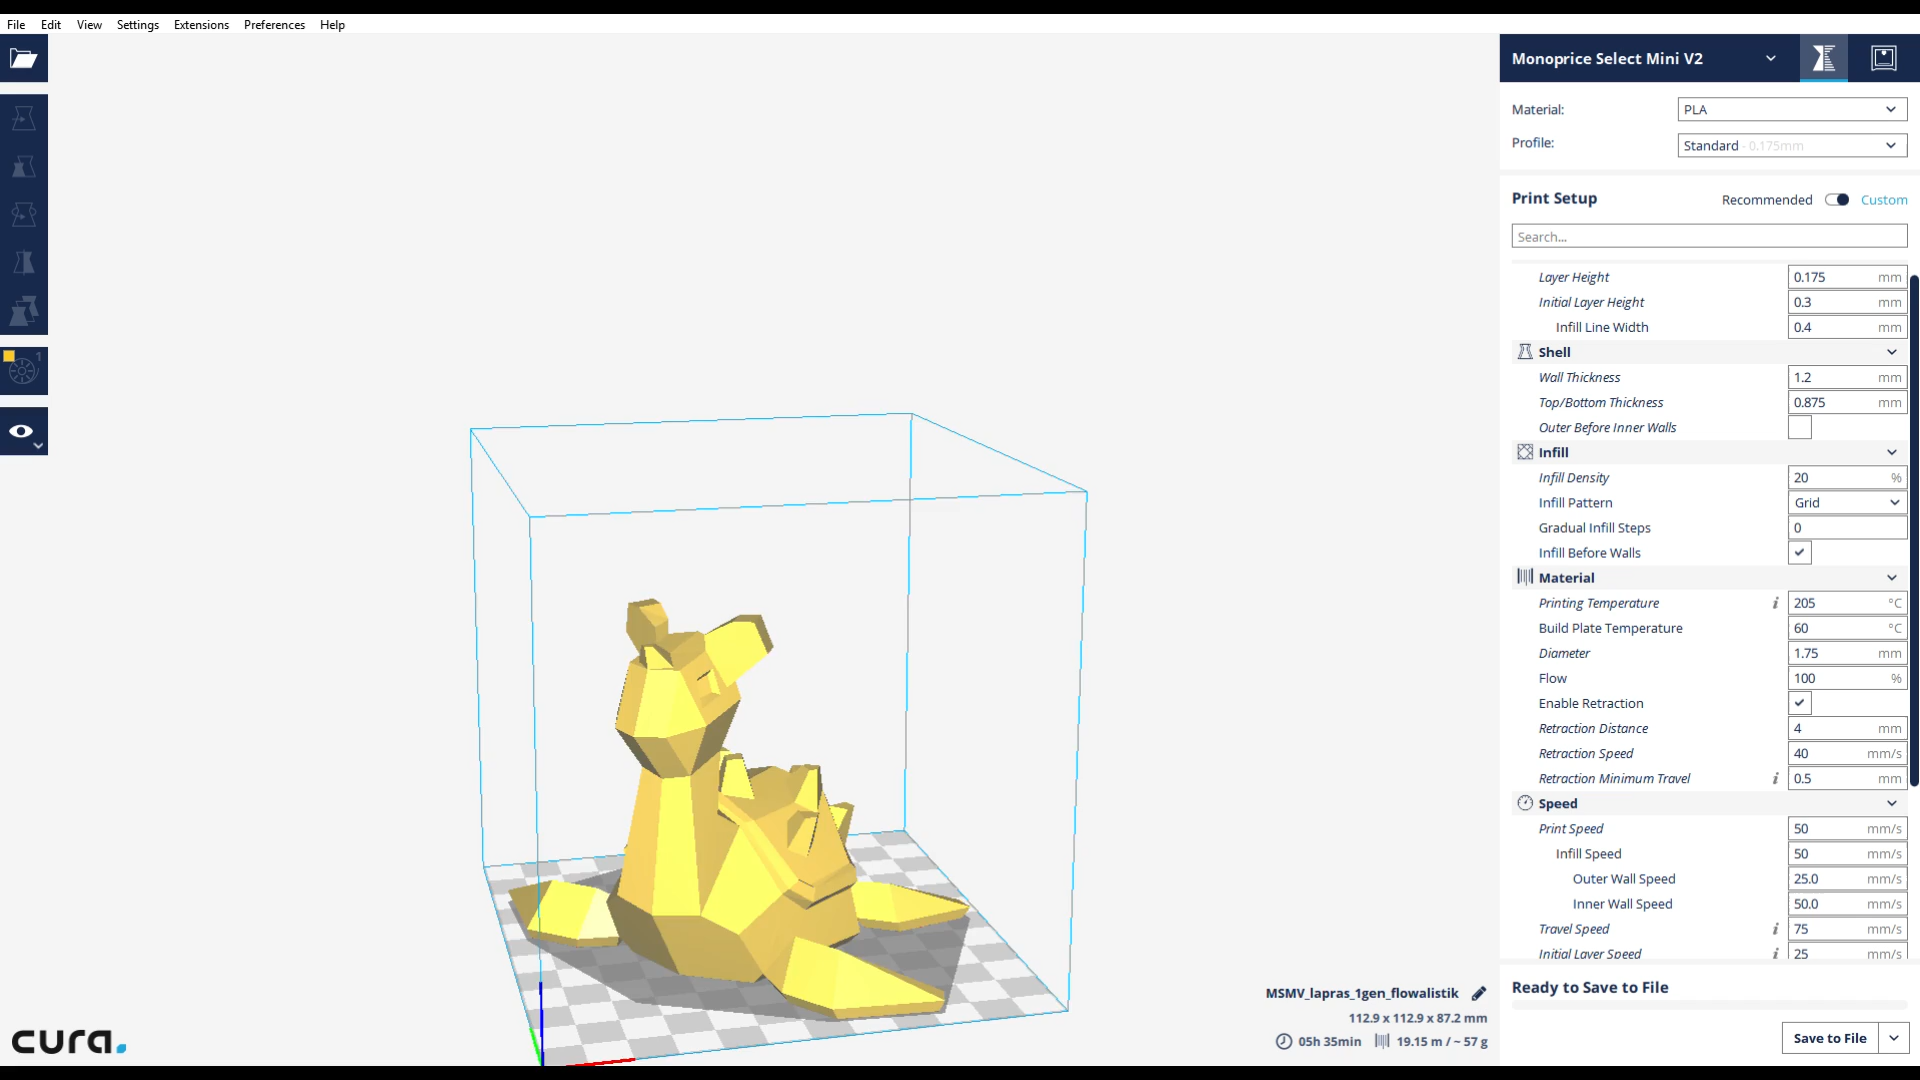 File Edit View Settings Extensions Preferences Help
Monoprice Select Mini V2
Material: PLA
Profile: Standard - 0.175mm
Print Setup Recommended Custom
Search...
Layer Height 0.175 mm
Initial Layer Height 0.3 mm
Infill Line Width 0.4 mm
Shell
Wall Thickness 1.2 mm
Top/Bottom Thickness 0.875 mm
Outer Before Inner Walls
Infill
Infill Density 20 %
Infill Pattern Grid
Gradual Infill Steps 0
Infill Before Walls
Material
Printing Temperature i 205 °C
Build Plate Temperature 60 °C
Diameter 1.75 mm
Flow 100 %
Enable Retraction
Retraction Distance 4 mm
Retraction Speed 40 mm/s
Retraction Minimum Travel i 0.5 mm
Speed
Print Speed 50 mm/s
Infill Speed 50 mm/s
Outer Wall Speed 25.0 mm/s
Inner Wall Speed 50.0 mm/s
Travel Speed i 75 mm/s
Initial Layer Speed i 25 mm/s
Ready to Save to File
Save to File
1
MSMV_lapras_1gen_flowalistik
112.9 x 112.9 x 87.2 mm
05h 35min 19.15 m / ~ 57 g
cura.